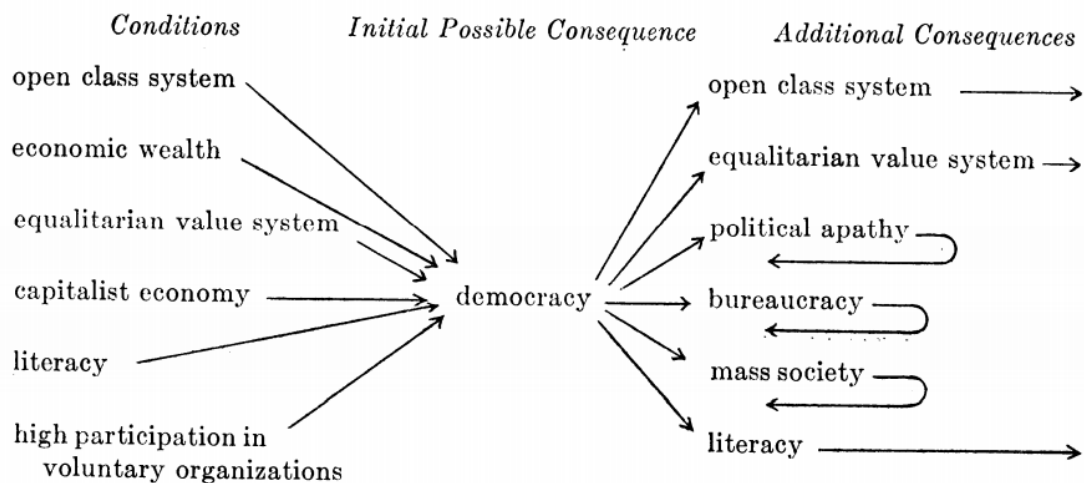 Conditions
Initial Possible Consequence
Additional Consequences
open class system
economic wealth
equalitarian value system
capitalist economy
literacy
high participation in
voluntary organizations
democracy
open class system
equalitarian value system
political apathy
bureaucracy
mass society
literacy